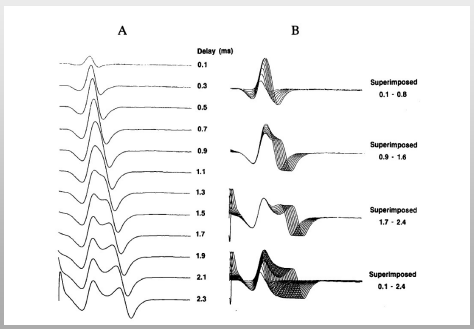 A
B
Delay (ms)
0.1
0.3
0.5
0.7
0.9
1.1
1.3
1.5
1.7
1.9
2.1
2.3
Superimposed
0.1 - 0.8
Superimposed
0.9 - 1.6
Superimposed
1.7 - 2.4
Superimposed
0.1 - 2.4